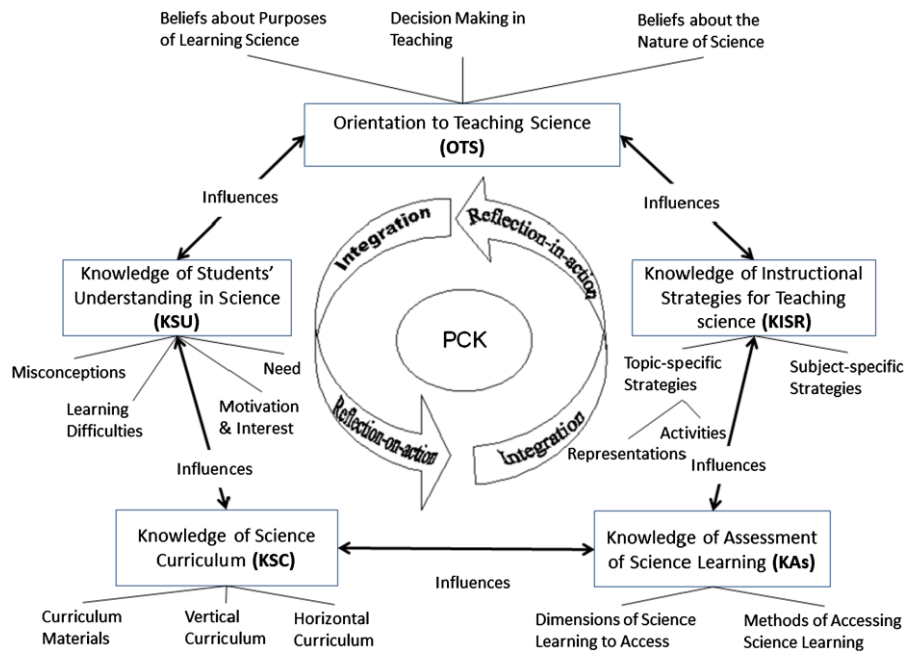 Beliefs about Purposes
of Learning Science
Decision Making in
Teaching
Beliefs about the
Nature of Science
Orientation to Teaching Science
(OTS)
Influences
Influences
Integration
Reflection-in-action
Knowledge of Students'
Understanding in Science
(KSU)
Knowledge of Instructional
Strategies for Teaching
science (KISR)
PCK
Misconceptions
Need
Learning
Difficulties
Motivation
& Interest
Topic-specific
Strategies
Subject-specific
Strategies
Reflection-on-action
Integration
Activities
Representations
Influences
Influences
Knowledge of Science
Curriculum (KSC)
Knowledge of Assessment
of Science Learning (KAs)
Influences
Curriculum
Materials
Vertical
Curriculum
Horizontal
Curriculum
Dimensions of Science
Learning to Access
Methods of Accessing
Science Learning